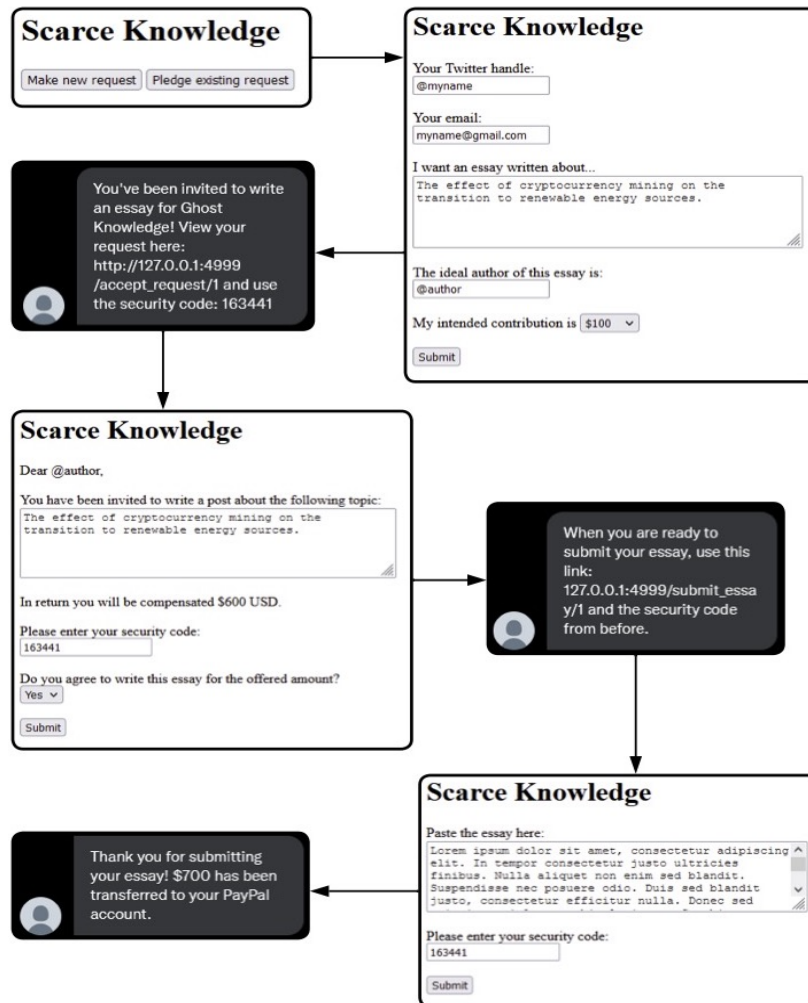 Scarce Knowledge
Make new request Pledge existing request
Scarce Knowledge
Your Twitter handle:
@myname
Your email:
myname@gmail.com
I want an essay written about...
The effect of cryptocurrency mining on the
transition to renewable energy sources.
The ideal author of this essay is:
@author
My intended contribution is $100
Submit
You've been invited to write
an essay for Ghost
Knowledge! View your
request here:
http://127.0.0.1:4999
/accept_request/1 and use
the security code: 163441
Scarce Knowledge
Dear @author,
You have been invited to write a post about the following topic:
The effect of cryptocurrency mining on the
transition to renewable energy sources.
In return you will be compensated $600 USD.
Please enter your security code:
163441
Do you agree to write this essay for the offered amount?
Yes
Submit
When you are ready to
submit your essay, use this
link:
127.0.0.1:4999/submit_essa
y/1 and the security code
from before.
Scarce Knowledge
Paste the essay here:
Lorem ipsum dolor sit amet, consectetur adipiscing
elit. In tempor consectetur justo ultricies
finibus. Nulla aliquet non enim sed blandit.
Suspendisse nec posuere odio. Duis sed blandit
justo, consectetur efficitur nulla. Donec sed
Please enter your security code:
163441
Submit
Thank you for submitting
your essay! $700 has been
transferred to your PayPal
account.